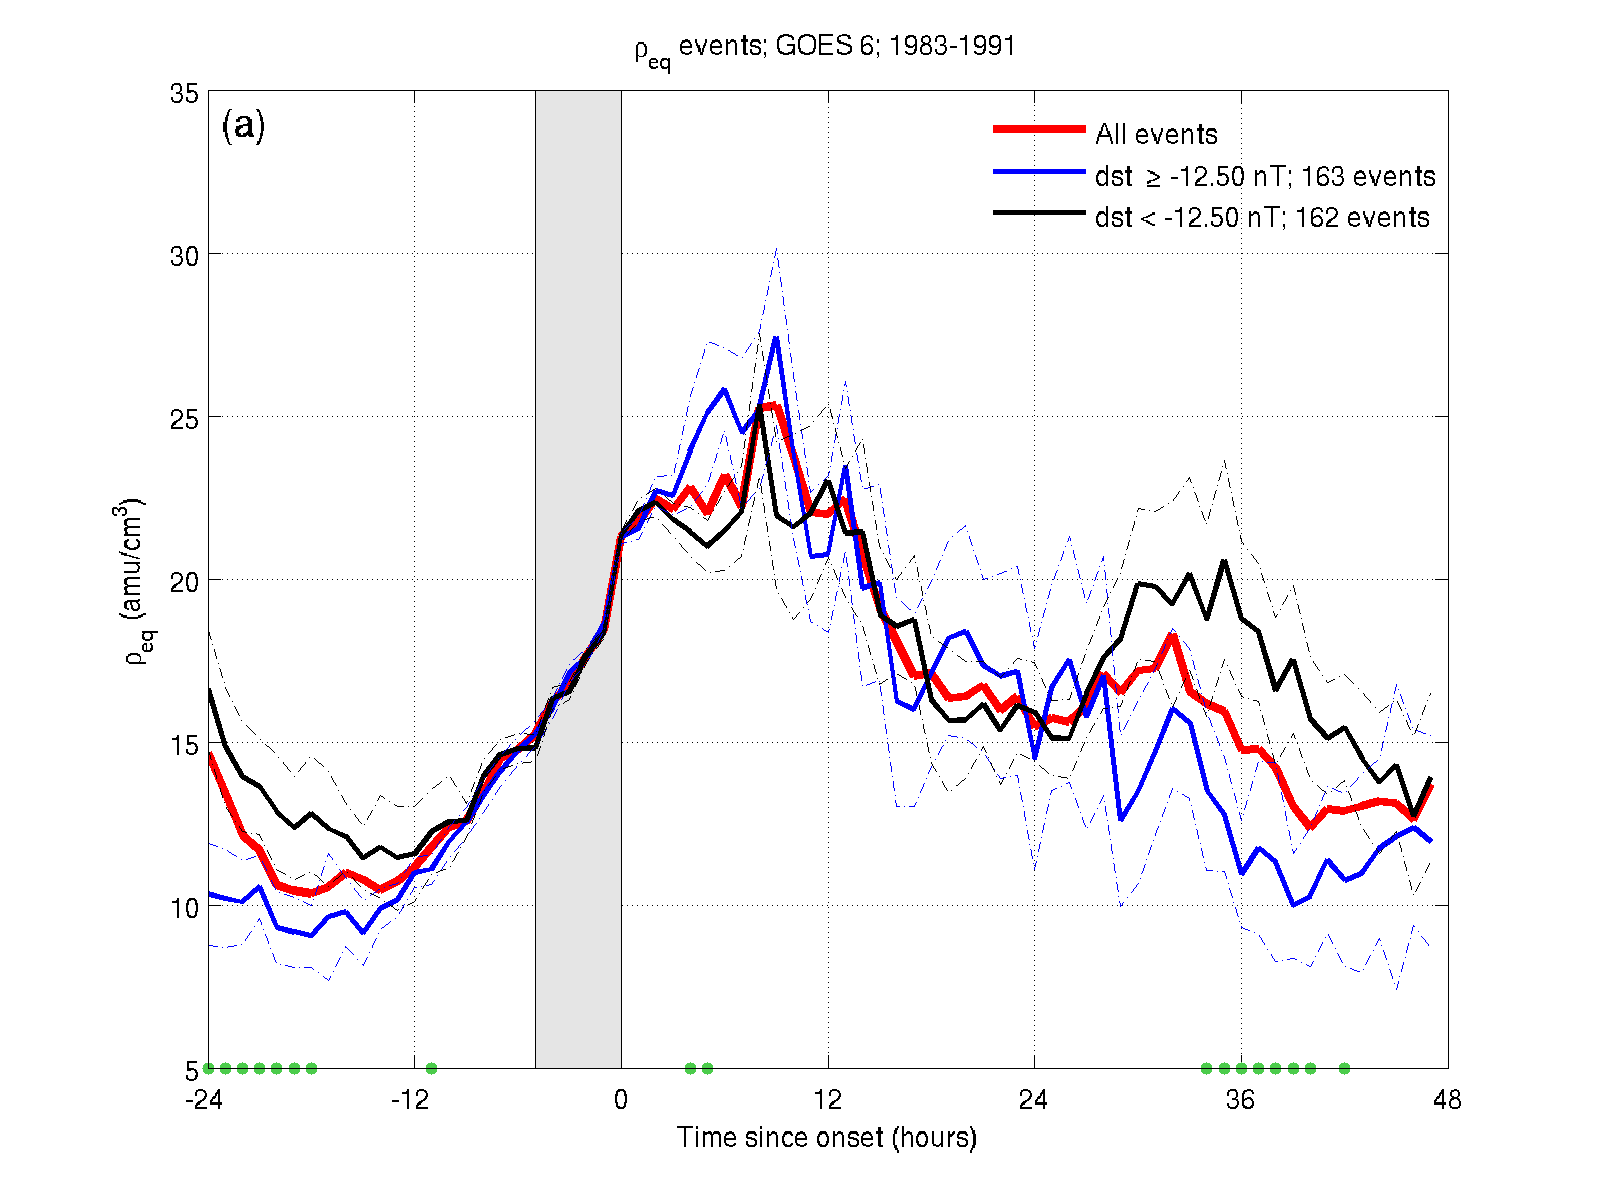 ρeq events; GOES 6; 1983-1991
(a)
All events
dst ≥ -12.50 nT; 163 events
dst < -12.50 nT; 162 events
35
30
25
20
15
10
5
ρeq (amu/cm3)
-24 -12 0 12 24 36 48
Time since onset (hours)